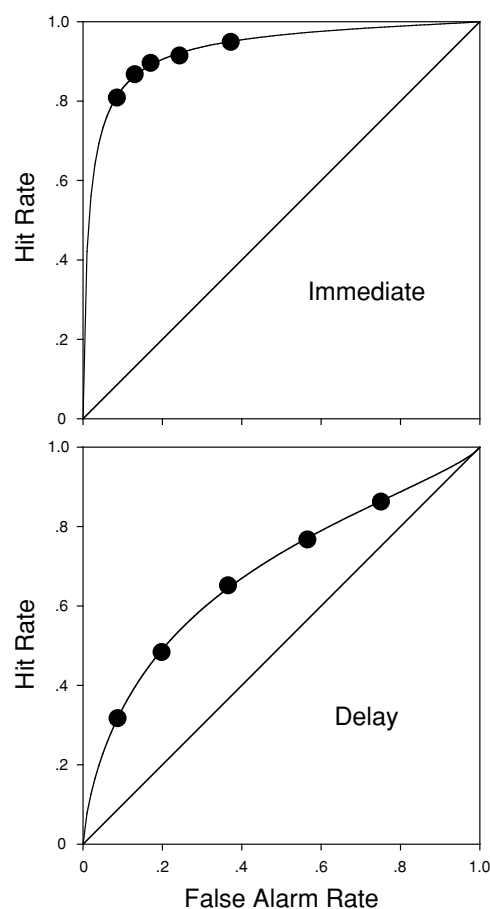 1.0
.8
.6
.4
.2
0
Hit Rate
Immediate
1.0
.8
.6
.4
.2
0
Hit Rate
Delay
0 .2 .4 .6 .8 1.0
False Alarm Rate